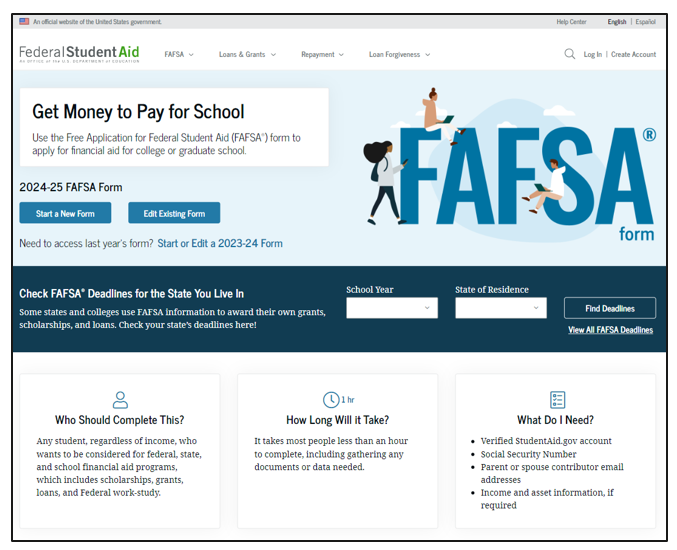 An official website of the United States government.
Help Center
English | Español
Federal Student Aid
AN OFFICE of the U.S. DEPARTMENT of EDUCATION
FAFSA
Loans & Grants
Repayment
Loan Forgiveness
Log In | Create Account
Get Money to Pay for School
Use the Free Application for Federal Student Aid (FAFSA®) form to
apply for financial aid for college or graduate school.
FAFSA®
form
2024-25 FAFSA Form
Start a New Form
Edit Existing Form
Need to access last year's form? Start or Edit a 2023-24 Form
Check FAFSA® Deadlines for the State You Live In
Some states and colleges use FAFSA information to award their own grants,
scholarships, and loans. Check your state's deadlines here!
School Year
State of Residence
Find Deadlines
View All FAFSA Deadlines
Who Should Complete This?
Any student, regardless of income, who
wants to be considered for federal, state,
and school financial aid programs,
which includes scholarships, grants,
loans, and Federal work-study.
1 hr
How Long Will it Take?
It takes most people less than an hour
to complete, including gathering any
documents or data needed.
What Do I Need?
• Verified StudentAid.gov account
• Social Security Number
• Parent or spouse contributor email
addresses
• Income and asset information, if
required